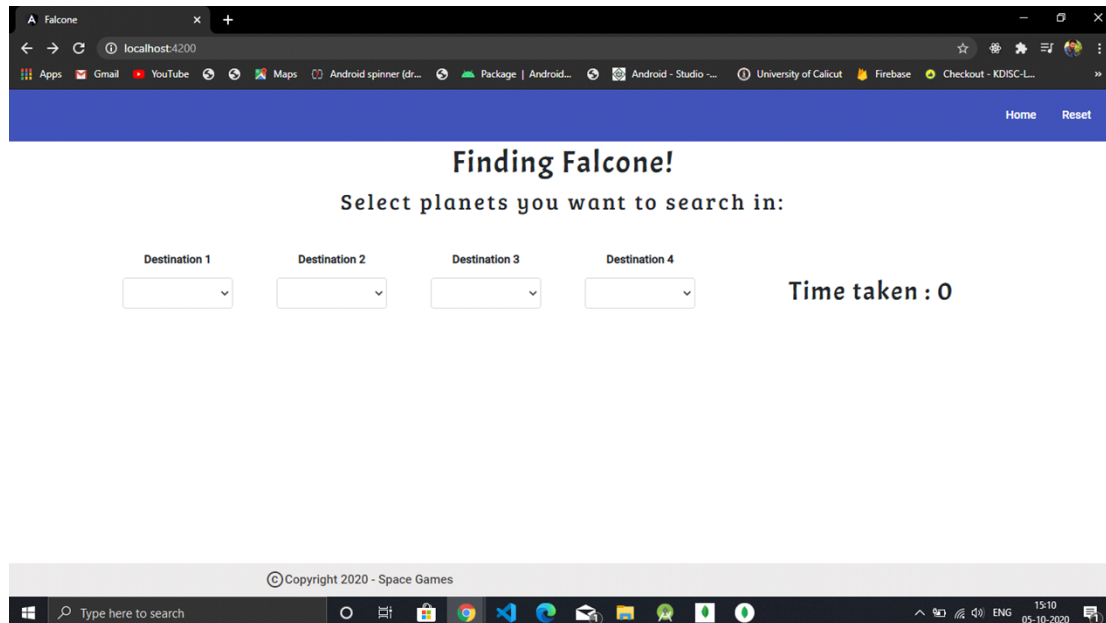 A Falcone
localhost:4200
Apps Gmail YouTube Maps Android spinner (dr... Package | Android... Android - Studio -... University of Calicut Firebase Checkout - KDISC-L... »
Home Reset
Finding Falcone!
Select planets you want to search in:
Destination 1 Destination 2 Destination 3 Destination 4
Time taken : 0
© Copyright 2020 - Space Games
Type here to search
ENG
15:10
05-10-2020